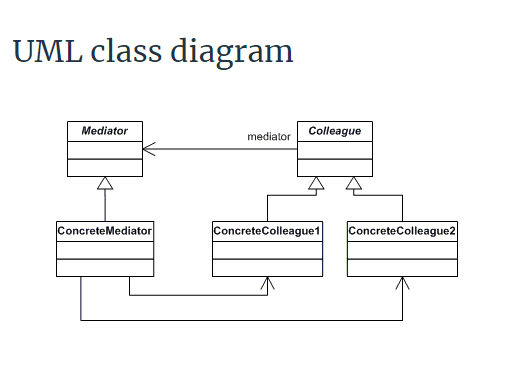 UML class diagram
Mediator
mediator
Colleague
ConcreteMediator
ConcreteColleague1
ConcreteColleague2